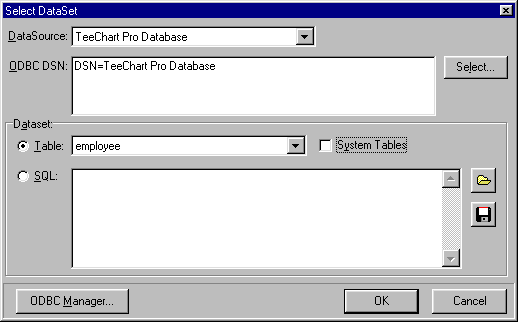 Select DataSet
DataSource: TeeChart Pro Database
ODBC DSN: DSN=TeeChart Pro Database
Select...
Dataset:
Table: employee System Tables
SQL:
ODBC Manager... OK Cancel